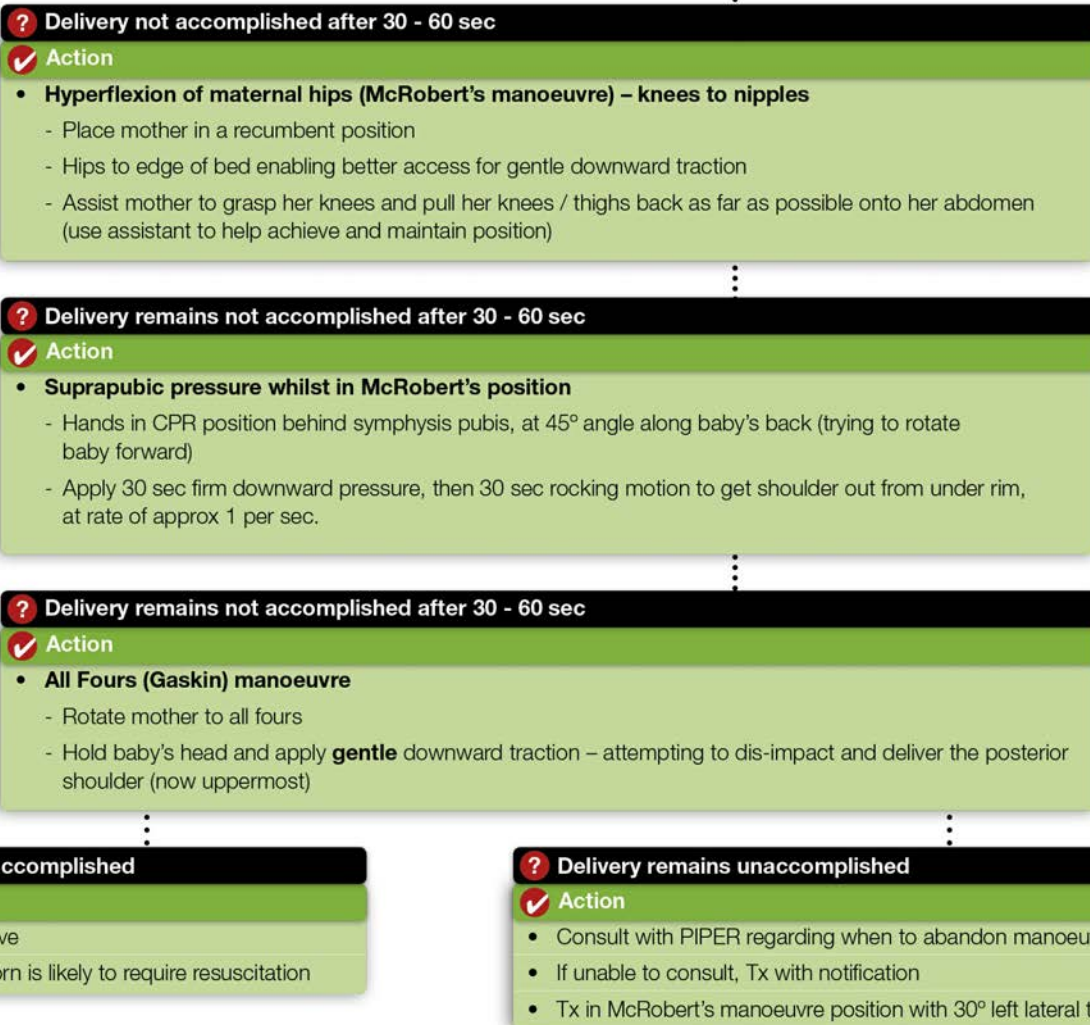 Delivery not accomplished after 30 - 60 sec
Action
• Hyperflexion of maternal hips (McRobert's manoeuvre) – knees to nipples
- Place mother in a recumbent position
- Hips to edge of bed enabling better access for gentle downward traction
- Assist mother to grasp her knees and pull her knees / thighs back as far as possible onto her abdomen
(use assistant to help achieve and maintain position)
Delivery remains not accomplished after 30 - 60 sec
Action
• Suprapubic pressure whilst in McRobert's position
- Hands in CPR position behind symphysis pubis, at 45º angle along baby's back (trying to rotate
baby forward)
- Apply 30 sec firm downward pressure, then 30 sec rocking motion to get shoulder out from under rim,
at rate of approx 1 per sec.
Delivery remains not accomplished after 30 - 60 sec
Action
• All Fours (Gaskin) manoeuvre
- Rotate mother to all fours
- Hold baby's head and apply gentle downward traction – attempting to dis-impact and deliver the posterior
shoulder (now uppermost)
ccomplished
ve
rn is likely to require resuscitation
Delivery remains unaccomplished
Action
• Consult with PIPER regarding when to abandon manoeu
• If unable to consult, Tx with notification
• Tx in McRobert's manoeuvre position with 30º left lateral t